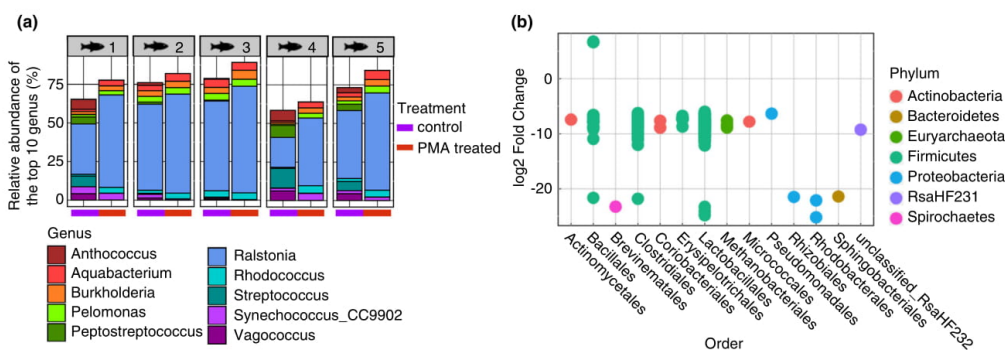 (a)
1 2 3 4 5
Relative abundance of
the top 10 genus (%)
75
50
25
0
Treatment
control
PMA treated
Genus
Anthococcus
Aquabacterium
Burkholderia
Pelomonas
Peptostreptococcus
Ralstonia
Rhodococcus
Streptococcus
Synechococcus_CC9902
Vagococcus
(b)
log2 Fold Change
0
-10
-20
Actinomycetales
Bacillales
Brevinematales
Clostridiales
Coriobacteriales
Erysipelotrichales
Lactobacillales
Methanobacteriales
Micrococcales
Pseudomonadales
Rhizobiales
Rhodobacterales
Sphingobacteriales
unclassified_RsaHF232
Order
Phylum
Actinobacteria
Bacteroidetes
Euryarchaeota
Firmicutes
Proteobacteria
RsaHF231
Spirochaetes